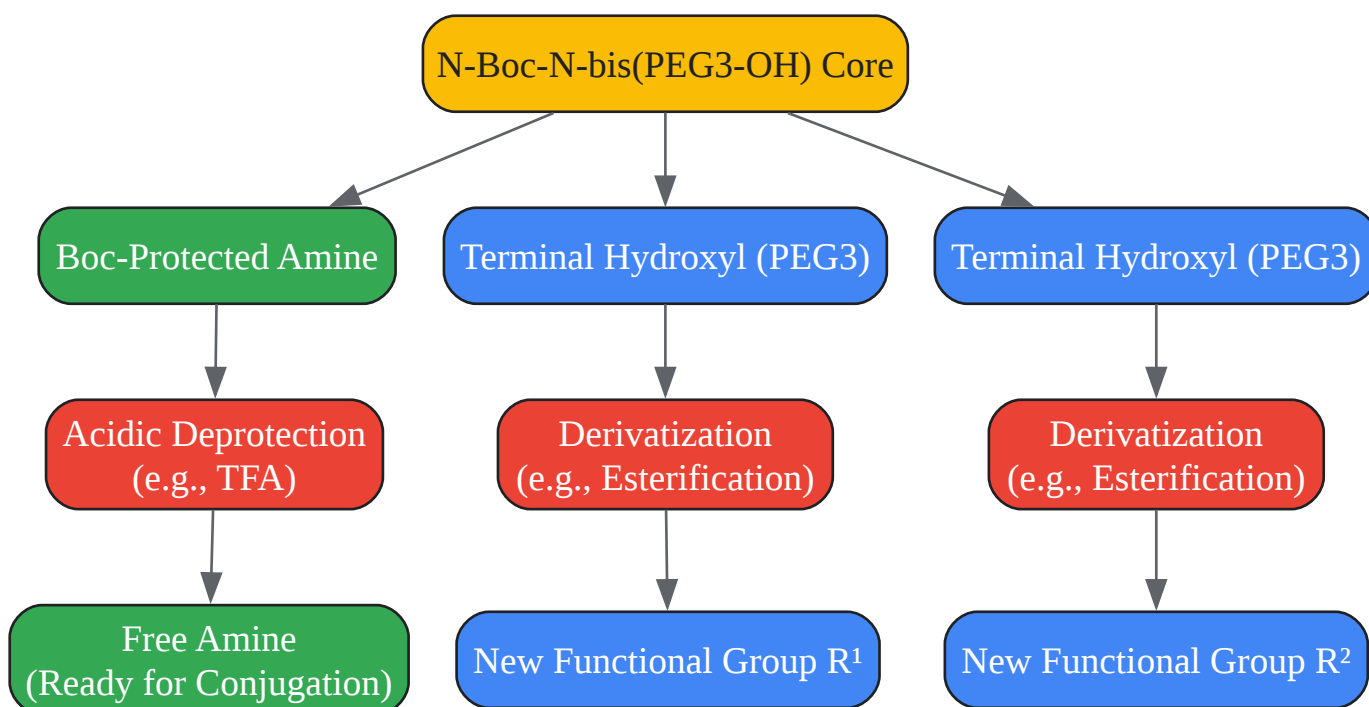 N-Boc-N-bis(PEG3-OH) Core
Boc-Protected Amine
Terminal Hydroxyl (PEG3)
Terminal Hydroxyl (PEG3)
Acidic Deprotection
(e.g., TFA)
Derivatization
(e.g., Esterification)
Derivatization
(e.g., Esterification)
Free Amine
(Ready for Conjugation)
New Functional Group R¹
New Functional Group R²